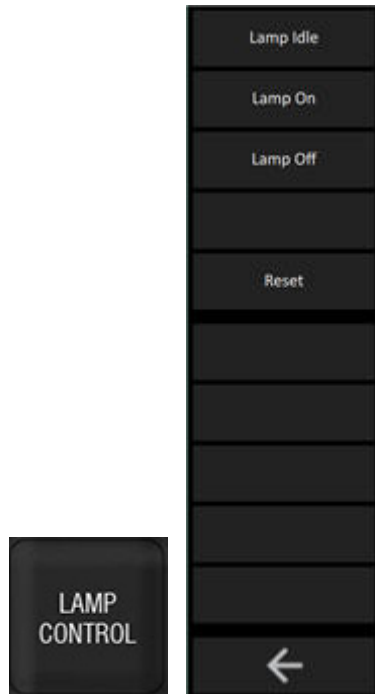 Lamp Idle
Lamp On
Lamp Off
Reset
LAMP
CONTROL